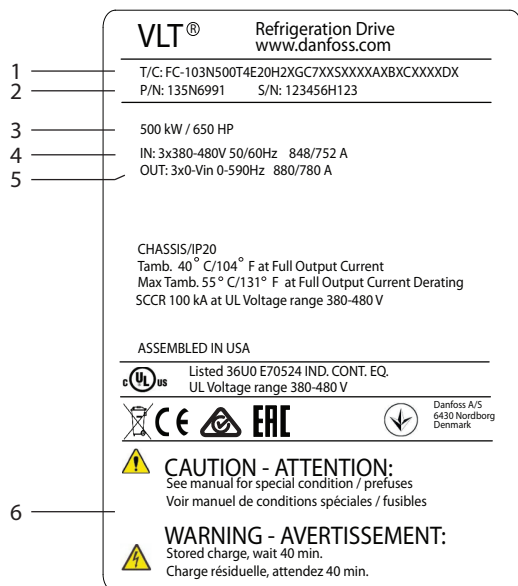 VLT® Refrigeration Drive
www.danfoss.com
1 T/C: FC-103N500T4E20H2XGC7XXSXXXXAXBXCXXXXDX
2 P/N: 135N6991 S/N: 123456H123
3 500 kW / 650 HP
4 IN: 3x380-480V 50/60Hz 848/752 A
5 OUT: 3x0-Vin 0-590Hz 880/780 A
CHASSIS/IP20
Tamb. 40° C/104° F at Full Output Current
Max Tamb. 55° C/131° F at Full Output Current Derating
SCCR 100 kA at UL Voltage range 380-480 V
ASSEMBLED IN USA
c UL us Listed 36U0 E70524 IND. CONT. EQ.
UL Voltage range 380-480 V
CE EAC
Danfoss A/S
6430 Nordborg
Denmark
CAUTION - ATTENTION:
See manual for special condition / prefuses
Voir manuel de conditions spéciales / fusibles
6
WARNING - AVERTISSEMENT:
Stored charge, wait 40 min.
Charge résiduelle, attendez 40 min.